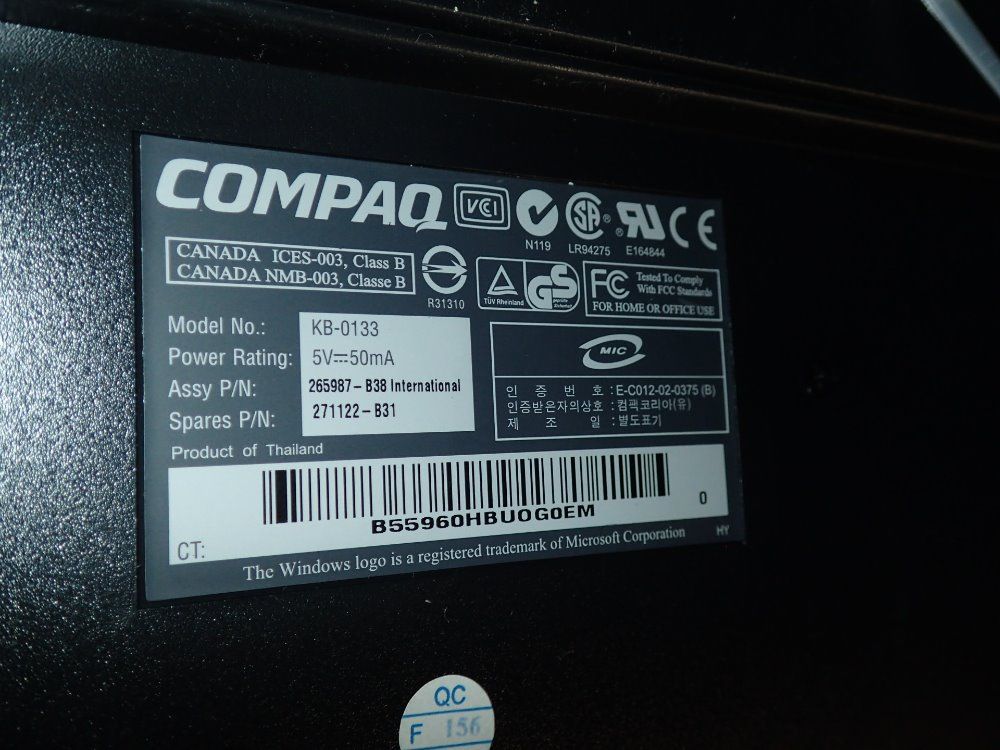 COMPAQ
VCI
N119
LR94275
E164844
CANADA ICES-003, Class B
CANADA NMB-003, Classe B
R31310
TÜV Rheinland
GS
geprüfte
Sicherheit
FC
Tested To Comply
With FCC Standards
FOR HOME OR OFFICE USE
Model No.: KB-0133
Power Rating: 5V⎓50mA
Assy P/N: 265987-B38 International
Spares P/N: 271122-B31
MIC
인 증 번 호 : E-C012-02-0375 (B)
인증받은자의상호 : 컴팩코리아(유)
제 조 일 : 별도표기
Product of Thailand
B55960HBUOG0EM
0
CT:
The Windows logo is a registered trademark of Microsoft Corporation
HY
QC
F 156